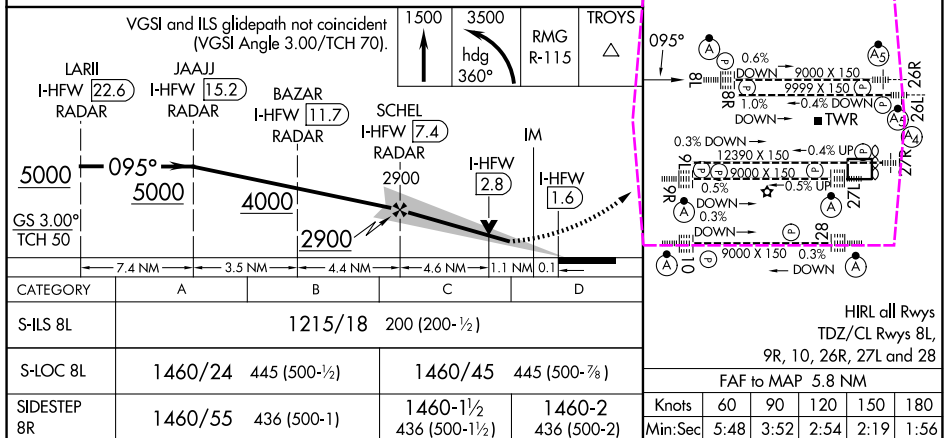 VGSI and ILS glidepath not coincident
(VGSI Angle 3.00/TCH 70).
1500
3500
hdg
360°
RMG
R-115
TROYS
LARII
I-HFW 22.6
RADAR
JAAJJ
I-HFW 15.2
RADAR
BAZAR
I-HFW 11.7
RADAR
SCHEL
I-HFW 7.4
RADAR
2900
I-HFW
2.8
IM
I-HFW
1.6
5000
095°
5000
4000
2900
GS 3.00°
TCH 50
7.4 NM
3.5 NM
4.4 NM
4.6 NM
1.1 NM
0.1
CATEGORY A B C D
S-ILS 8L 1215/18 200 (200-½)
S-LOC 8L 1460/24 445 (500-½) 1460/45 445 (500-⅞)
SIDESTEP
8R
1460/55 436 (500-1)
1460-1½
436 (500-1½)
1460-2
436 (500-2)
095°
8L
A
P
0.6%
DOWN
9000 X 150
A5
26R
8R
9999 X 150
P
26L
1.0%
DOWN
0.4% DOWN
P
TWR
A5
A4
0.3% DOWN
0.4% UP
P
27R
12390 X 150
9L
P
P
9000 X 150
P
9R
0.5%
DOWN
0.5% UP
27L
A
A
0.3%
DOWN
P
28
10
A
P
9000 X 150
0.3%
DOWN
A
HIRL all Rwys
TDZ/CL Rwys 8L,
9R, 10, 26R, 27L and 28
FAF to MAP 5.8 NM
Knots 60 90 120 150 180
Min:Sec 5:48 3:52 2:54 2:19 1:56